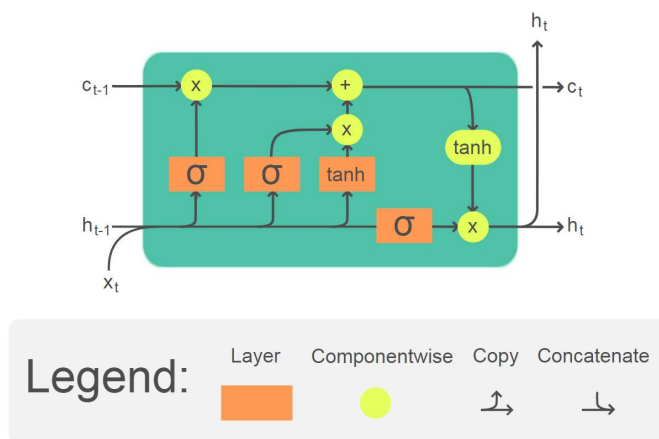 h_t
c_{t-1} x + c_t
x
tanh
σ σ tanh
h_{t-1} σ x h_t
x_t
Legend:
Layer Componentwise Copy Concatenate